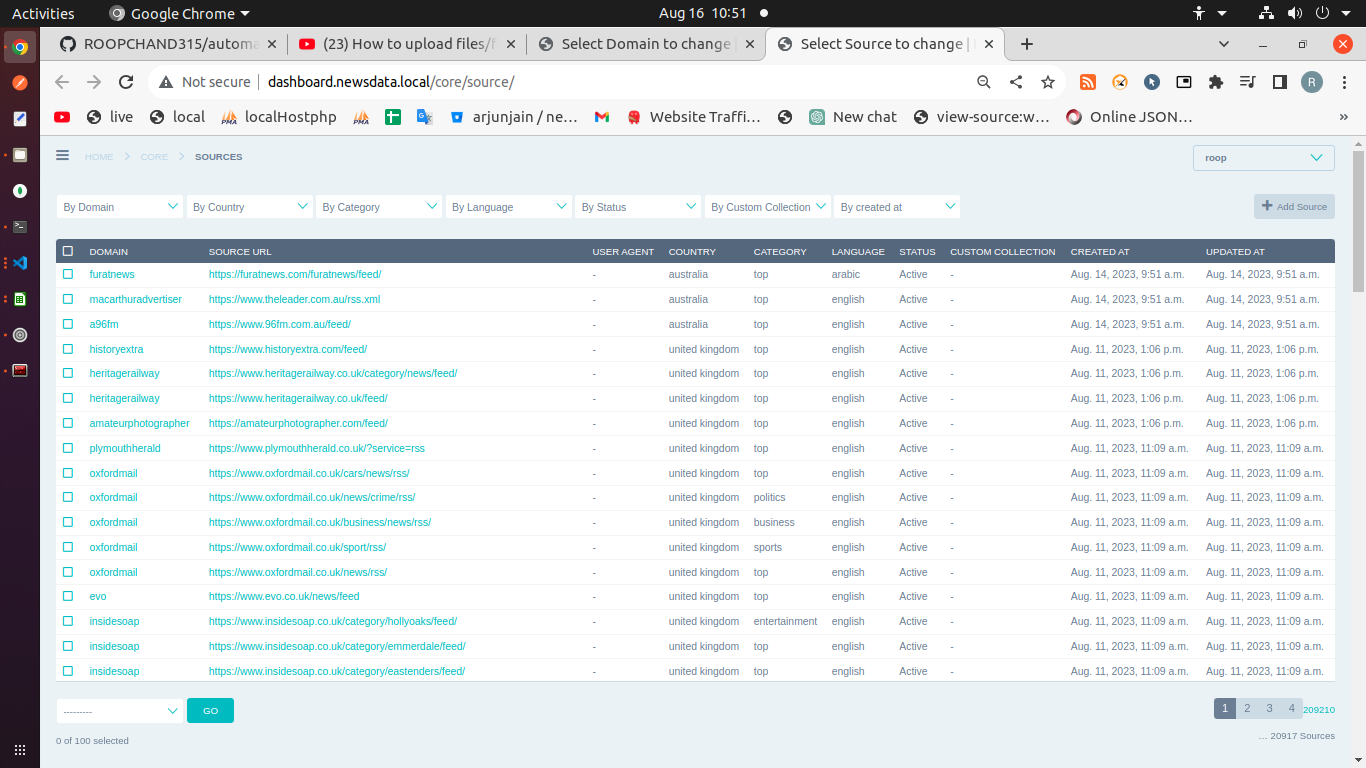 Activities Google Chrome Aug 16 10:51
ROOPCHAND315/automa (23) How to upload files/f Select Domain to change | Select Source to change |
Not secure dashboard.newsdata.local/core/source/ R
live local PMA localHostphp PMA arjunjain / ne… Website Traffi… New chat view-source:w… Online JSON… »
HOME CORE SOURCES roop
By Domain By Country By Category By Language By Status By Custom Collection By created at Add Source
DOMAIN SOURCE URL USER AGENT COUNTRY CATEGORY LANGUAGE STATUS CUSTOM COLLECTION CREATED AT UPDATED AT
furatnews https://furatnews.com/furatnews/feed/ - australia top arabic Active - Aug. 14, 2023, 9:51 a.m. Aug. 14, 2023, 9:51 a.m.
macarthuradvertiser https://www.theleader.com.au/rss.xml - australia top english Active - Aug. 14, 2023, 9:51 a.m. Aug. 14, 2023, 9:51 a.m.
a96fm https://www.96fm.com.au/feed/ - australia top english Active - Aug. 14, 2023, 9:51 a.m. Aug. 14, 2023, 9:51 a.m.
historyextra https://www.historyextra.com/feed/ - united kingdom top english Active - Aug. 11, 2023, 1:06 p.m. Aug. 11, 2023, 1:06 p.m.
heritagerailway https://www.heritagerailway.co.uk/category/news/feed/ - united kingdom top english Active - Aug. 11, 2023, 1:06 p.m. Aug. 11, 2023, 1:06 p.m.
heritagerailway https://www.heritagerailway.co.uk/feed/ - united kingdom top english Active - Aug. 11, 2023, 1:06 p.m. Aug. 11, 2023, 1:06 p.m.
amateurphotographer https://amateurphotographer.com/feed/ - united kingdom top english Active - Aug. 11, 2023, 1:06 p.m. Aug. 11, 2023, 1:06 p.m.
plymouthherald https://www.plymouthherald.co.uk/?service=rss - united kingdom top english Active - Aug. 11, 2023, 11:09 a.m. Aug. 11, 2023, 11:09 a.m.
oxfordmail https://www.oxfordmail.co.uk/cars/news/rss/ - united kingdom top english Active - Aug. 11, 2023, 11:09 a.m. Aug. 11, 2023, 11:09 a.m.
oxfordmail https://www.oxfordmail.co.uk/news/crime/rss/ - united kingdom politics english Active - Aug. 11, 2023, 11:09 a.m. Aug. 11, 2023, 11:09 a.m.
oxfordmail https://www.oxfordmail.co.uk/business/news/rss/ - united kingdom business english Active - Aug. 11, 2023, 11:09 a.m. Aug. 11, 2023, 11:09 a.m.
oxfordmail https://www.oxfordmail.co.uk/sport/rss/ - united kingdom sports english Active - Aug. 11, 2023, 11:09 a.m. Aug. 11, 2023, 11:09 a.m.
oxfordmail https://www.oxfordmail.co.uk/news/rss/ - united kingdom top english Active - Aug. 11, 2023, 11:09 a.m. Aug. 11, 2023, 11:09 a.m.
evo https://www.evo.co.uk/news/feed - united kingdom top english Active - Aug. 11, 2023, 11:09 a.m. Aug. 11, 2023, 11:09 a.m.
insidesoap https://www.insidesoap.co.uk/category/hollyoaks/feed/ - united kingdom entertainment english Active - Aug. 11, 2023, 11:09 a.m. Aug. 11, 2023, 11:09 a.m.
insidesoap https://www.insidesoap.co.uk/category/emmerdale/feed/ - united kingdom top english Active - Aug. 11, 2023, 11:09 a.m. Aug. 11, 2023, 11:09 a.m.
insidesoap https://www.insidesoap.co.uk/category/eastenders/feed/ - united kingdom top english Active - Aug. 11, 2023, 11:09 a.m. Aug. 11, 2023, 11:09 a.m.
--------- GO 1 2 3 4 209210
0 of 100 selected … 20917 Sources